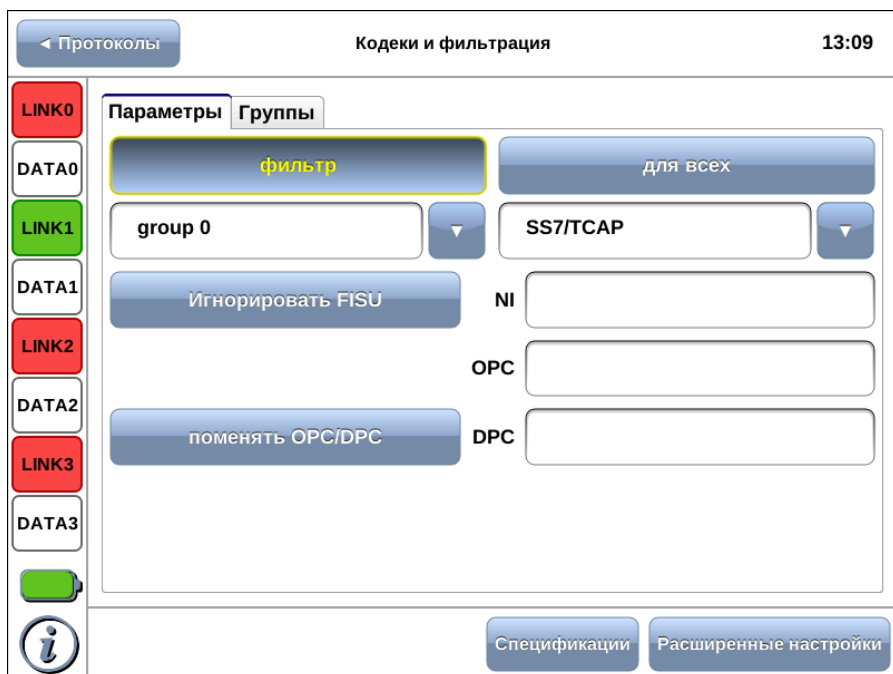 ◄ Протоколы
Кодеки и фильтрация
13:09
LINK0
DATA0
LINK1
DATA1
LINK2
DATA2
LINK3
DATA3
i
Параметры
Группы
фильтр
для всех
group 0
SS7/TCAP
Игнорировать FISU
NI
OPC
поменять OPC/DPC
DPC
Спецификации
Расширенные настройки